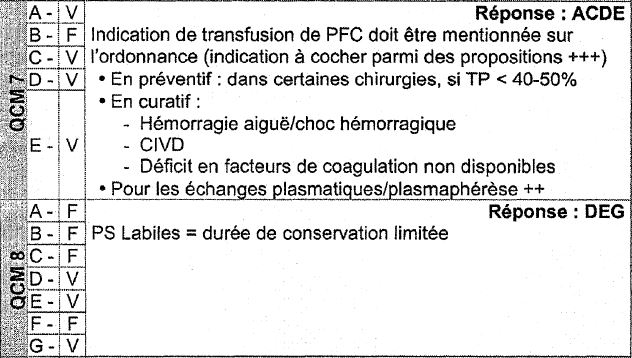 QCM 7
A - V Réponse : ACDE
B - F Indication de transfusion de PFC doit être mentionnée sur
C - V l'ordonnance (indication à cocher parmi des propositions +++)
D - V • En préventif : dans certaines chirurgies, si TP < 40-50%
• En curatif :
- Hémorragie aiguë/choc hémorragique
E - V - CIVD
- Déficit en facteurs de coagulation non disponibles
• Pour les échanges plasmatiques/plasmaphérèse ++
QCM 8
A - F Réponse : DEG
B - F PS Labiles = durée de conservation limitée
C - F
D - V
E - V
F - F
G - V